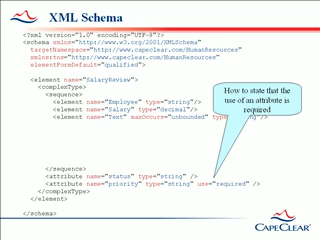 XML Schema
<?xml version="1.0" encoding="UTF-8"?>
<schema xmlns="http://www.w3.org/2001/XMLSchema"
targetNamespace="http://www.capeclear.com/HumanResources"
xmlns:tns="http://www.capeclear.com/HumanResources"
elementFormDefault="qualified">
<element name="SalaryReview">
<complexType>
<sequence>
<element name="Employee" type="string"/>
<element name="Salary" type="decimal"/>
<element name="Text" maxOccurs="unbounded" type="string"/>
How to state that the
use of an attribute is
required
</sequence>
<attribute name="status" type="string" />
<attribute name="priority" type="string" use="required" />
</complexType>
</element>
</schema>
CAPECLEAR